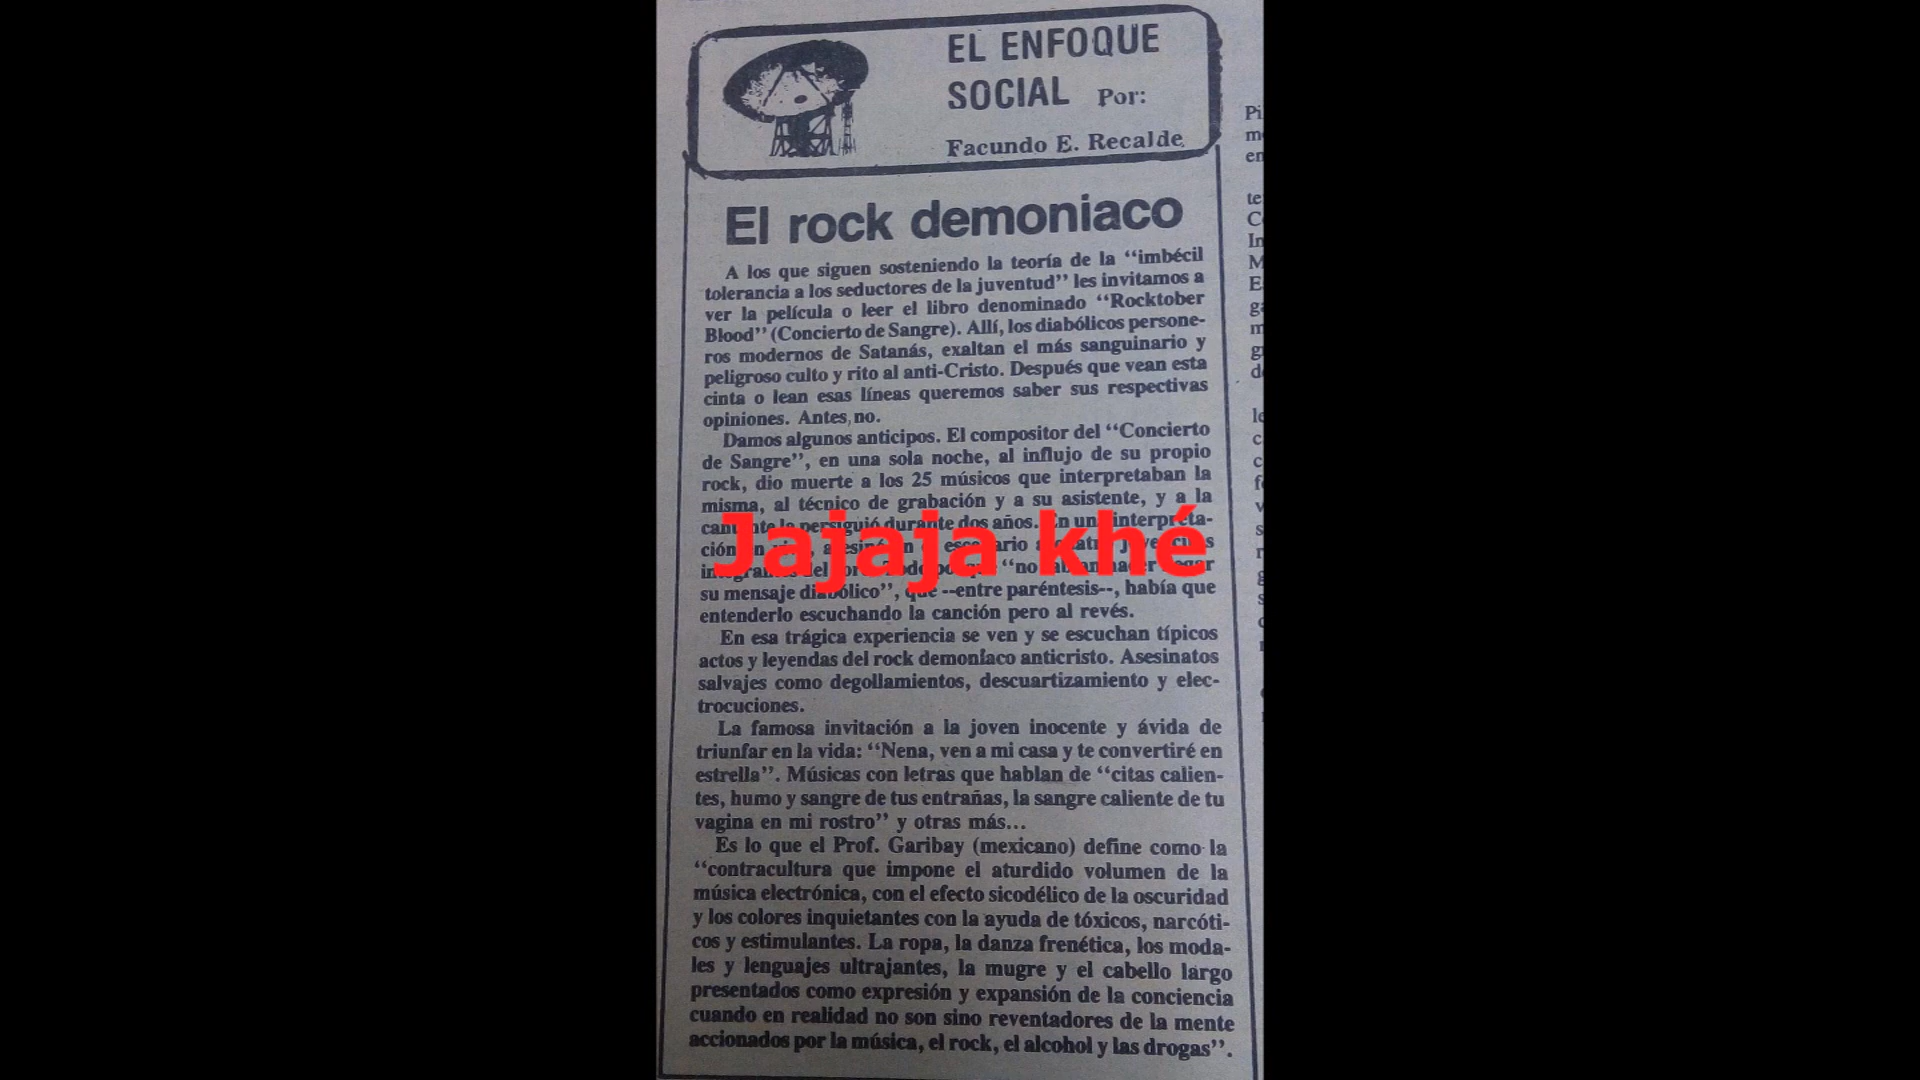 EL ENFOQUE
SOCIAL Por:
Facundo E. Recalde
El rock demoniaco
A los que siguen sosteniendo la teoría de la “imbécil
tolerancia a los seductores de la juventud” les invitamos a
ver la película o leer el libro denominado “Rocktober
Blood” (Concierto de Sangre). Allí, los diabólicos persone-
ros modernos de Satanás, exaltan el más sanguinario y
peligroso culto y rito al anti-Cristo. Después que vean esta
cinta o lean esas líneas queremos saber sus respectivas
opiniones. Antes, no.
Damos algunos anticipos. El compositor del “Concierto
de Sangre”, en una sola noche, al influjo de su propio
rock, dio muerte a los 25 músicos que interpretaban la
misma, al técnico de grabación y a su asistente, y a la
persiguió durante dos años. interpreta-
ción
Jajaja khé
“no
su mensaje diabólico”, que --entre paréntesis--, había que
entenderlo escuchando la canción pero al revés.
En esa trágica experiencia se ven y se escuchan típicos
actos y leyendas del rock demoníaco anticristo. Asesinatos
salvajes como degollamientos, descuartizamiento y elec-
trocuciones.
La famosa invitación a la joven inocente y ávida de
triunfar en la vida: “Nena, ven a mi casa y te convertiré en
estrella”. Músicas con letras que hablan de “citas calien-
tes, humo y sangre de tus entrañas, la sangre caliente de tu
vagina en mi rostro” y otras más...
Es lo que el Prof. Garibay (mexicano) define como la
“contracultura que impone el aturdido volumen de la
música electrónica, con el efecto sicodélico de la oscuridad
y los colores inquietantes con la ayuda de tóxicos, narcóti-
cos y estimulantes. La ropa, la danza frenética, los moda-
les y lenguajes ultrajantes, la mugre y el cabello largo
presentados como expresión y expansión de la conciencia
cuando en realidad no son sino reventadores de la mente
accionados por la música, el rock, el alcohol y las drogas”.